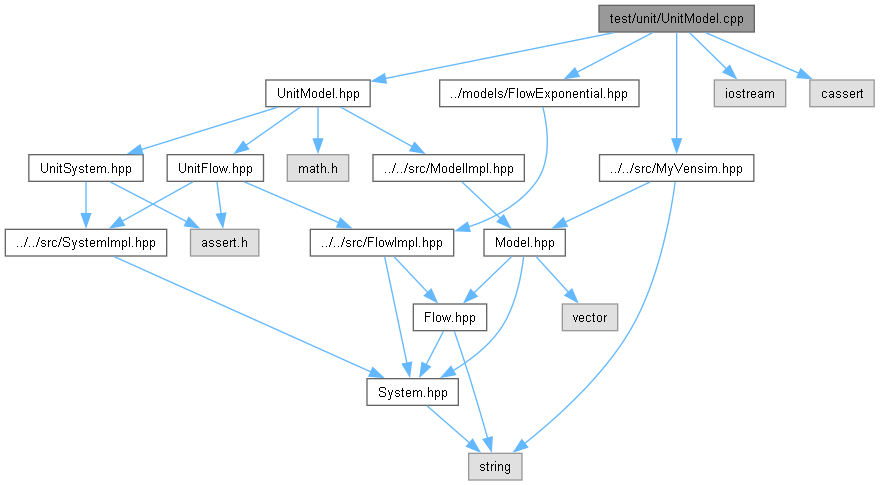 test/unit/UnitModel.cpp
UnitModel.hpp
../models/FlowExponential.hpp
iostream
cassert
UnitSystem.hpp
UnitFlow.hpp
math.h
../../src/ModelImpl.hpp
../../src/MyVensim.hpp
../../src/SystemImpl.hpp
assert.h
../../src/FlowImpl.hpp
Model.hpp
Flow.hpp
vector
System.hpp
string